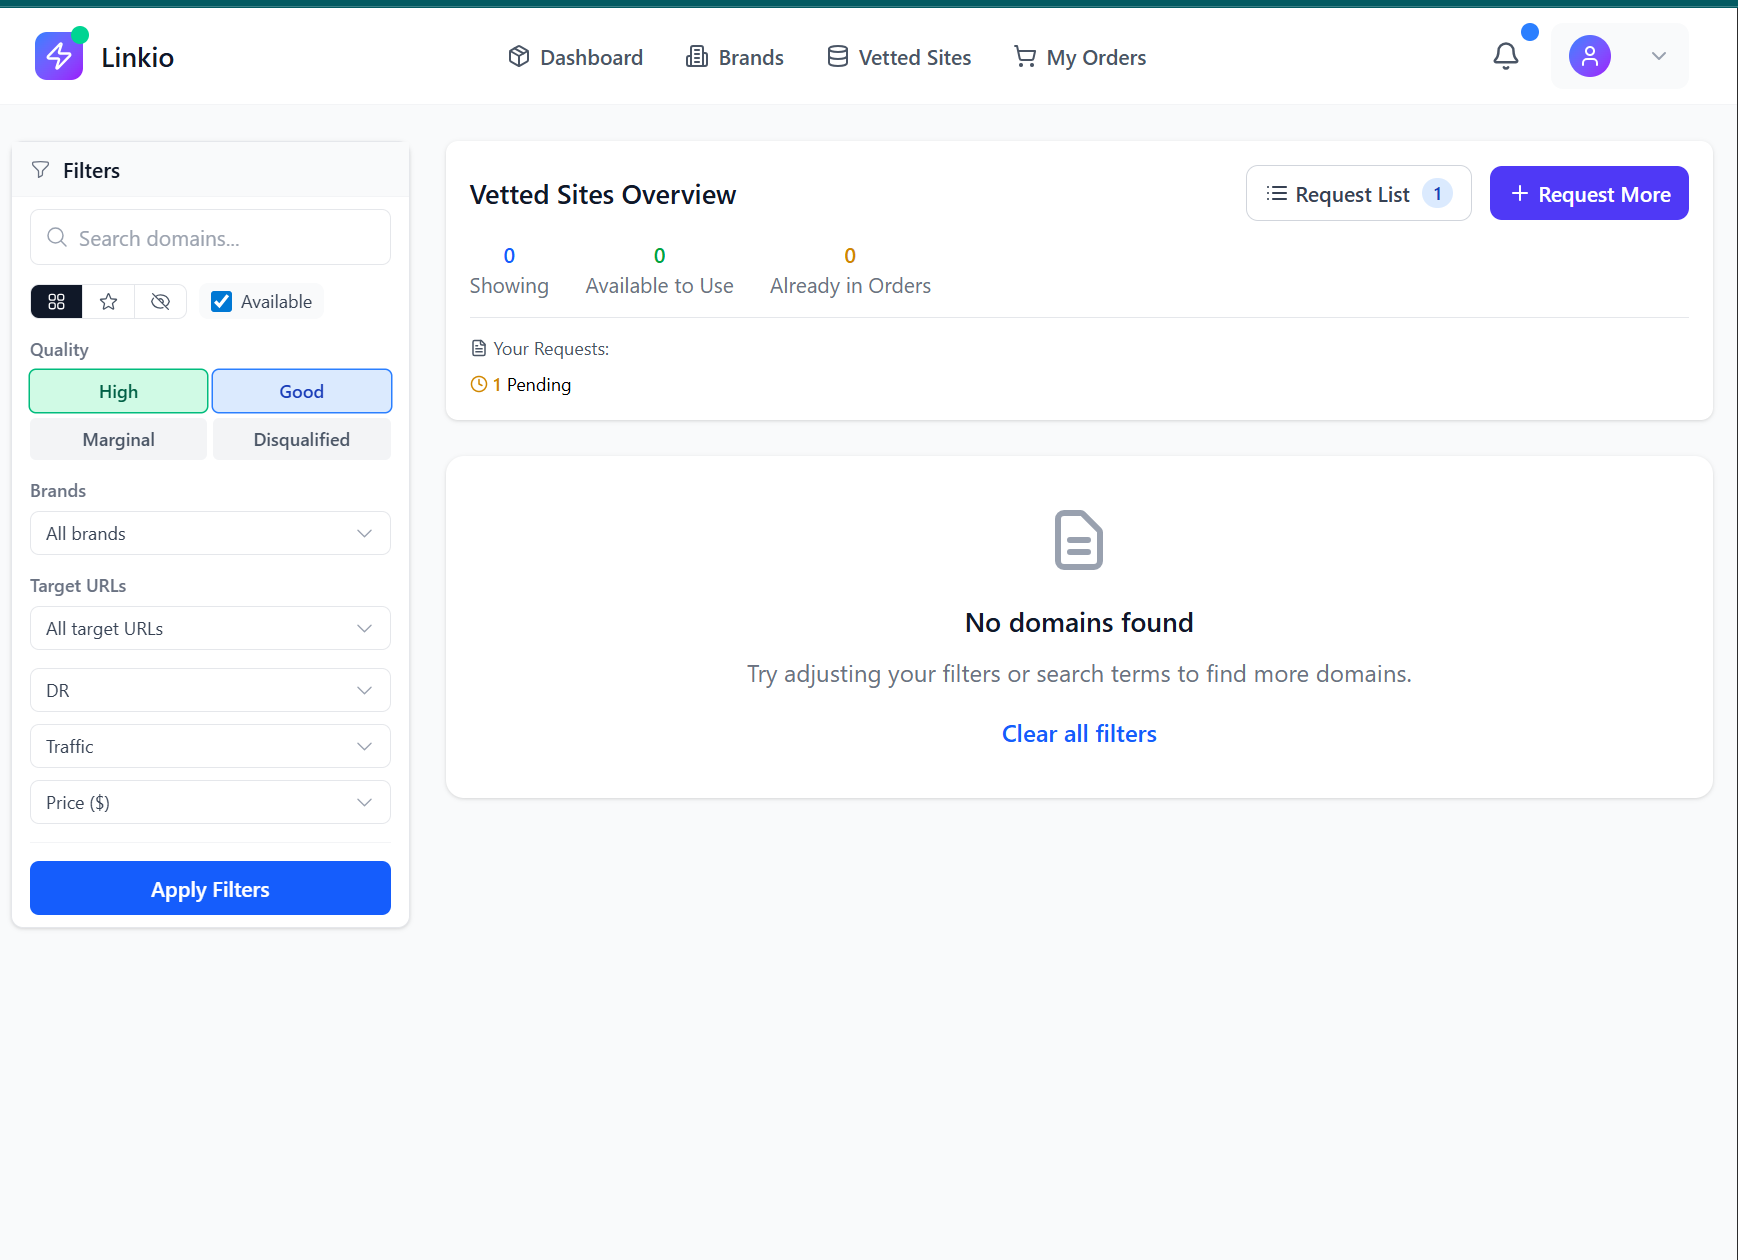 Linkio
Dashboard
Brands
Vetted Sites
My Orders
Filters
Search domains...
Available
Quality
High
Good
Marginal
Disqualified
Brands
All brands
Target URLs
All target URLs
DR
Traffic
Price ($)
Apply Filters
Vetted Sites Overview
Request List 1
Request More
0
Showing
0
Available to Use
0
Already in Orders
Your Requests:
1 Pending
No domains found
Try adjusting your filters or search terms to find more domains.
Clear all filters